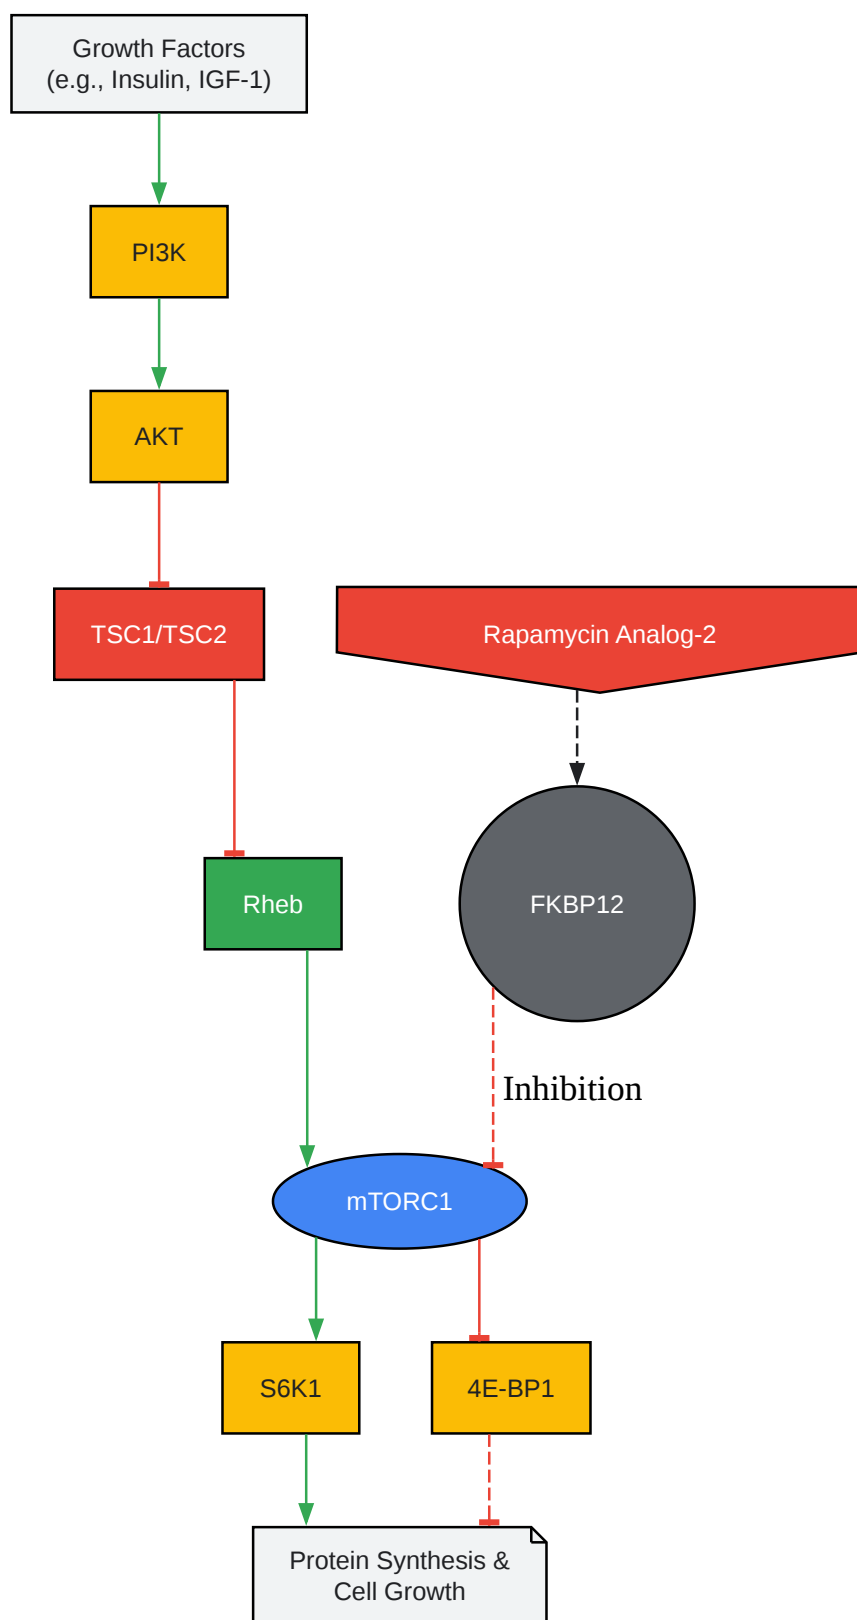 Growth Factors
(e.g., Insulin, IGF-1)
PI3K
AKT
TSC1/TSC2
Rapamycin Analog-2
Rheb
FKBP12
Inhibition
mTORC1
S6K1
4E-BP1
Protein Synthesis &
Cell Growth